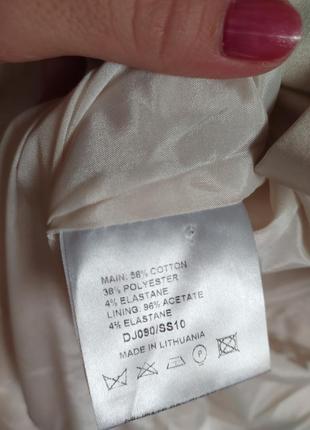 MAIN: 58% COTTON
38% POLYESTER
4% ELASTANE
LINING: 96% ACETATE
4% ELASTANE
DJ090/SS10
MADE IN LITHUANIA
P